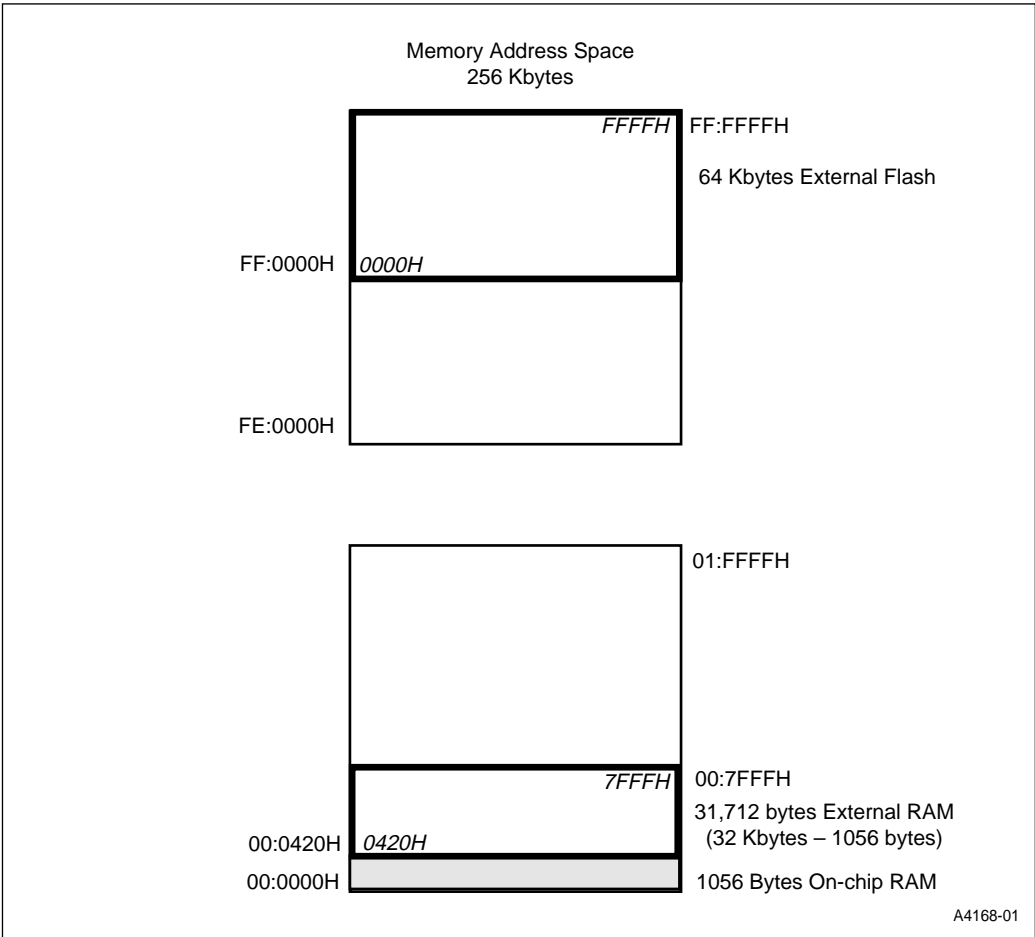 Memory Address Space
256 Kbytes
FFFFH FF:FFFFH
64 Kbytes External Flash
FF:0000H 0000H
FE:0000H
01:FFFFH
7FFFH 00:7FFFH
31,712 bytes External RAM
(32 Kbytes – 1056 bytes)
00:0420H 0420H
00:0000H 1056 Bytes On-chip RAM
A4168-01